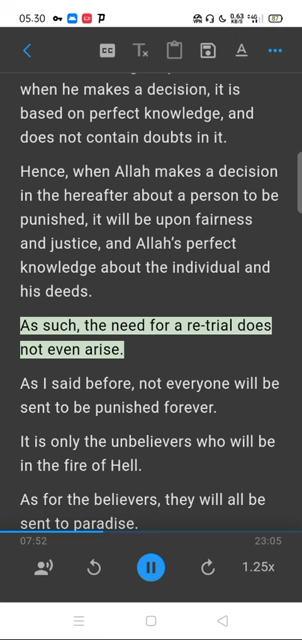 05.30
0.63
KB/S
87
CC
when he makes a decision, it is
based on perfect knowledge, and
does not contain doubts in it.
Hence, when Allah makes a decision
in the hereafter about a person to be
punished, it will be upon fairness
and justice, and Allah's perfect
knowledge about the individual and
his deeds.
As such, the need for a re-trial does
not even arise.
As I said before, not everyone will be
sent to be punished forever.
It is only the unbelievers who will be
in the fire of Hell.
As for the believers, they will all be
sent to paradise.
07:52
23:05
1.25x